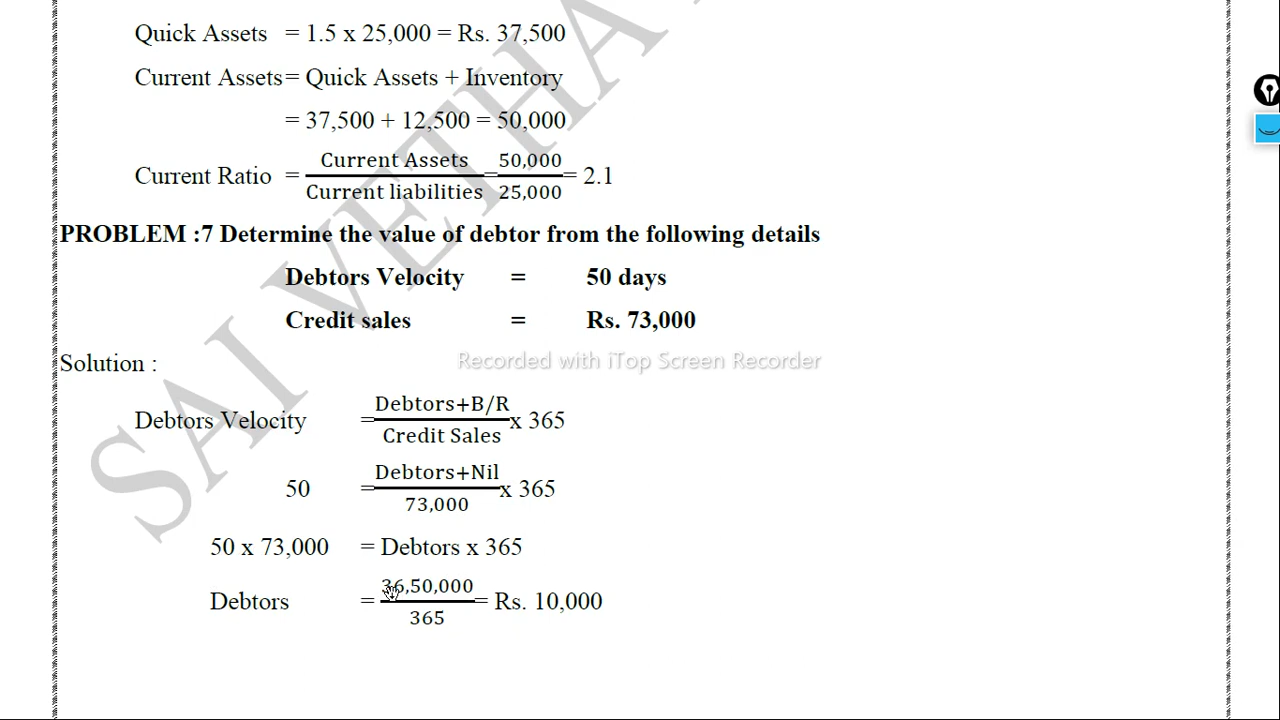 Quick Assets = 1.5 x 25,000 = Rs. 37,500
Current Assets= Quick Assets + Inventory
= 37,500 + 12,500 = 50,000
Current Ratio = Current Assets / Current liabilities = 50,000 / 25,000 = 2.1
PROBLEM :7 Determine the value of debtor from the following details
Debtors Velocity = 50 days
Credit sales = Rs. 73,000
Solution :
Recorded with iTop Screen Recorder
Debtors Velocity = Debtors+B/R / Credit Sales x 365
50 = Debtors+Nil / 73,000 x 365
50 x 73,000 = Debtors x 365
Debtors = 36,50,000 / 365 = Rs. 10,000
SAI VETHA